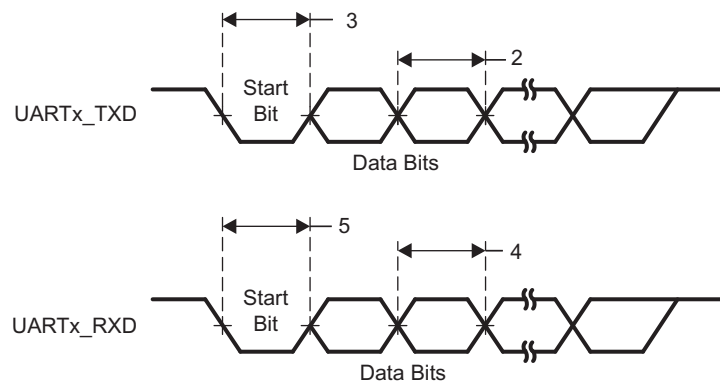 3
2
UARTx_TXD
Start
Bit
Data Bits
5
4
UARTx_RXD
Start
Bit
Data Bits